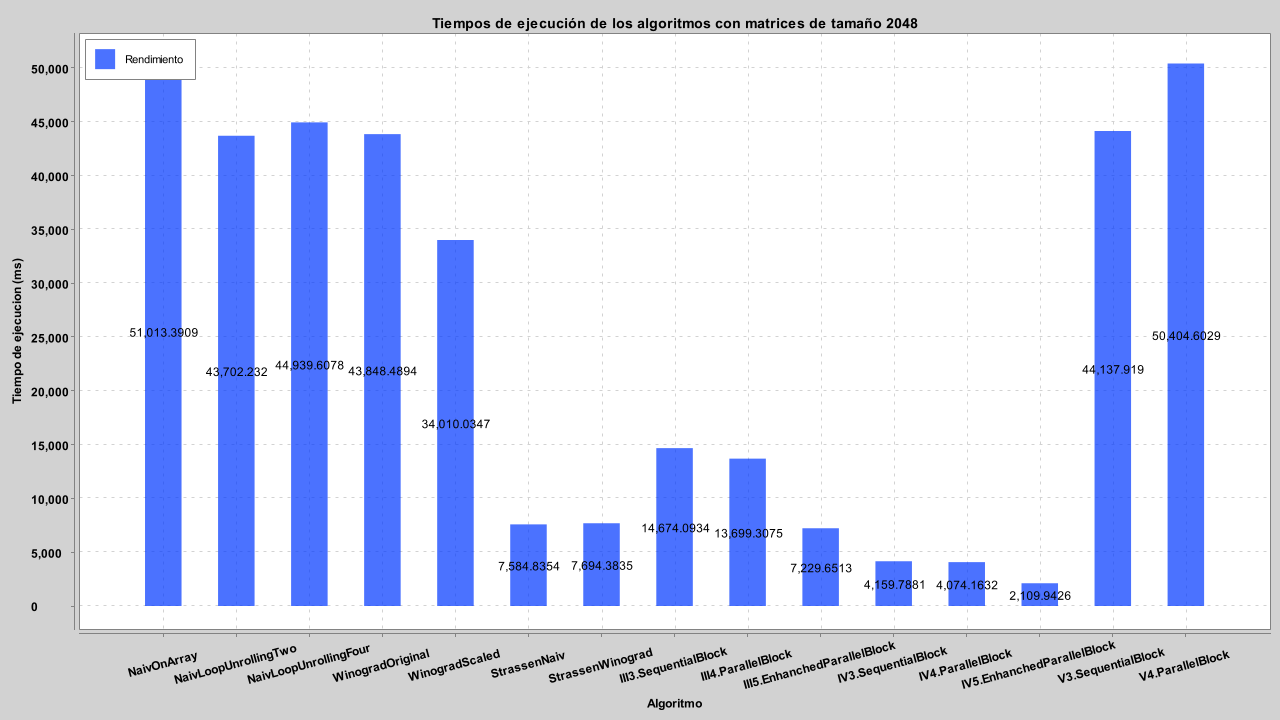 Tiempos de ejecución de los algoritmos con matrices de tamaño 2048
Rendimiento
Tiempo de ejecucion (ms)
50,000
45,000
40,000
35,000
30,000
25,000
20,000
15,000
10,000
5,000
0
51,013.3909
43,702.232
44,939.6078
43,848.4894
34,010.0347
7,584.8354
7,694.3835
14,674.0934
13,699.3075
7,229.6513
4,159.7881
4,074.1632
2,109.9426
44,137.919
50,404.6029
NaivOnArray
NaivLoopUnrollingTwo
NaivLoopUnrollingFour
WinogradOriginal
WinogradScaled
StrassenNaiv
StrassenWinograd
III3.SequentialBlock
III4.ParallelBlock
III5.EnhanchedParallelBlock
IV3.SequentialBlock
IV4.ParallelBlock
IV5.EnhanchedParallelBlock
V3.SequentialBlock
V4.ParallelBlock
Algoritmo